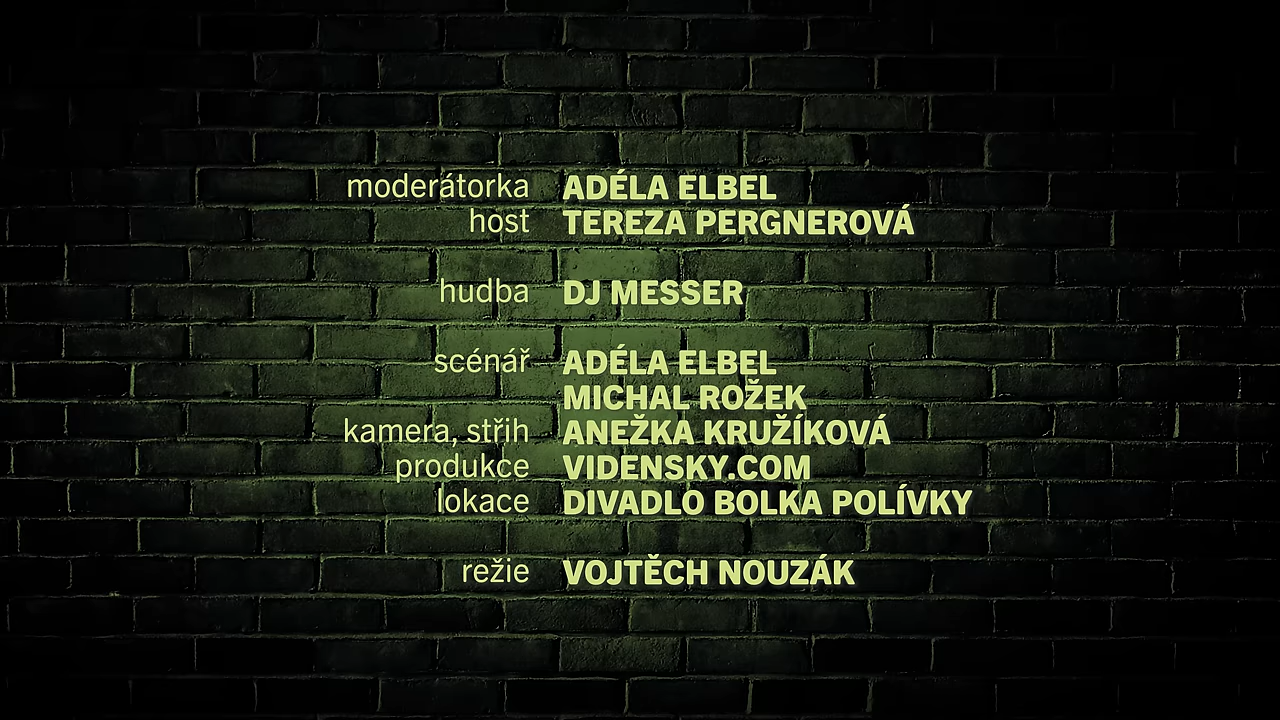 moderátorka ADÉLA ELBEL
host TEREZA PERGNEROVÁ
hudba DJ MESSER
scénář ADÉLA ELBEL
MICHAL ROŽEK
kamera, střih ANEŽKA KRUŽÍKOVÁ
produkce VIDENSKY.COM
lokace DIVADLO BOLKA POLÍVKY
režie VOJTĚCH NOUZÁK